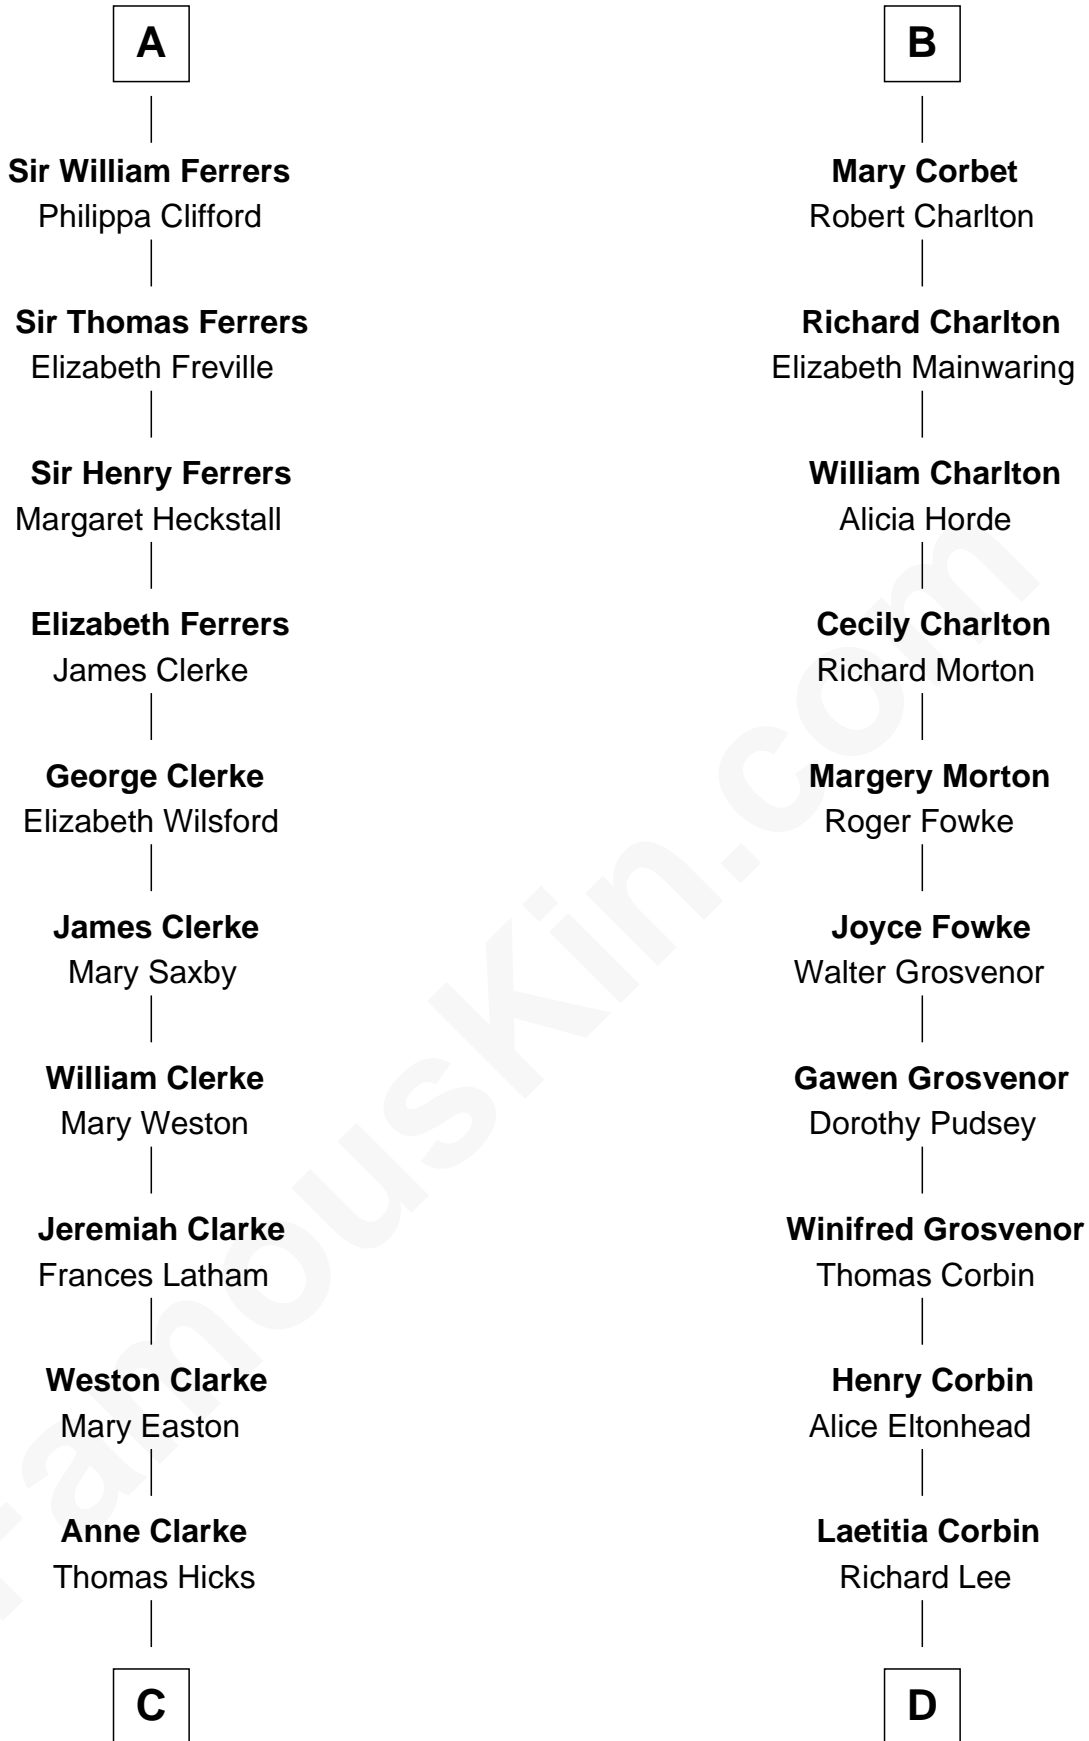 A
Sir William Ferrers
Philippa Clifford
Sir Thomas Ferrers
Elizabeth Freville
Sir Henry Ferrers
Margaret Heckstall
Elizabeth Ferrers
James Clerke
George Clerke
Elizabeth Wilsford
James Clerke
Mary Saxby
William Clerke
Mary Weston
Jeremiah Clarke
Frances Latham
Weston Clarke
Mary Easton
Anne Clarke
Thomas Hicks
C
B
Mary Corbet
Robert Charlton
Richard Charlton
Elizabeth Mainwaring
William Charlton
Alicia Horde
Cecily Charlton
Richard Morton
Margery Morton
Roger Fowke
Joyce Fowke
Walter Grosvenor
Gawen Grosvenor
Dorothy Pudsey
Winifred Grosvenor
Thomas Corbin
Henry Corbin
Alice Eltonhead
Laetitia Corbin
Richard Lee
D
FamousKin.com